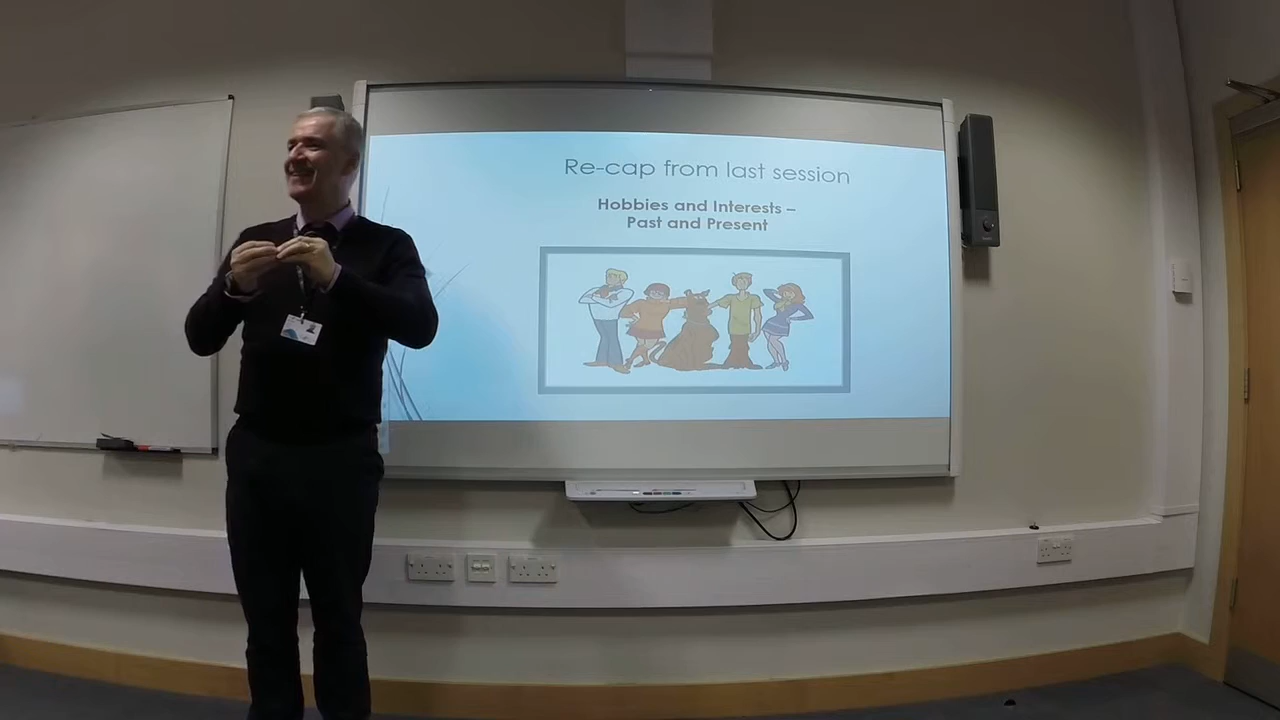 Re-cap from last session
Hobbies and Interests –
Past and Present